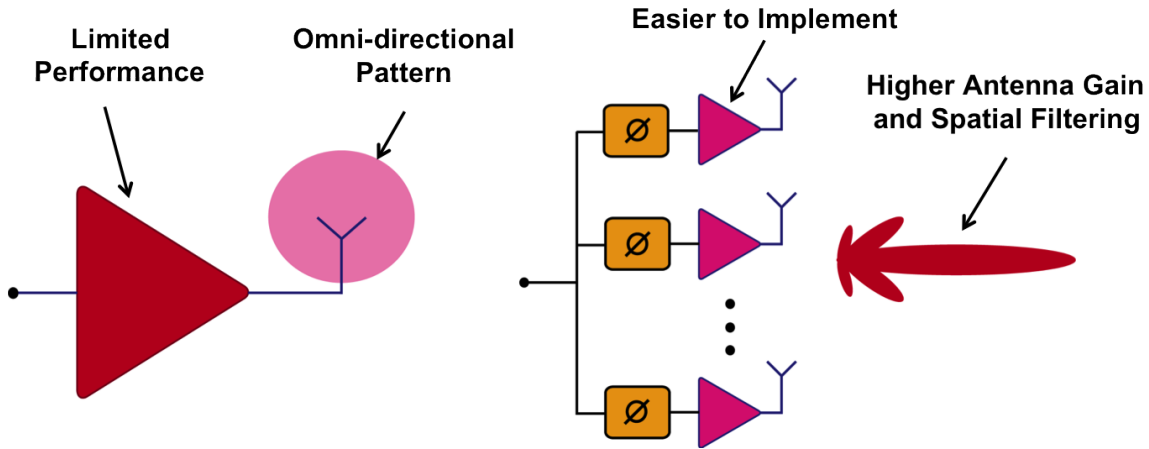 Limited
Performance
Omni-directional
Pattern
Easier to Implement
Higher Antenna Gain
and Spatial Filtering
Ø
Ø
Ø